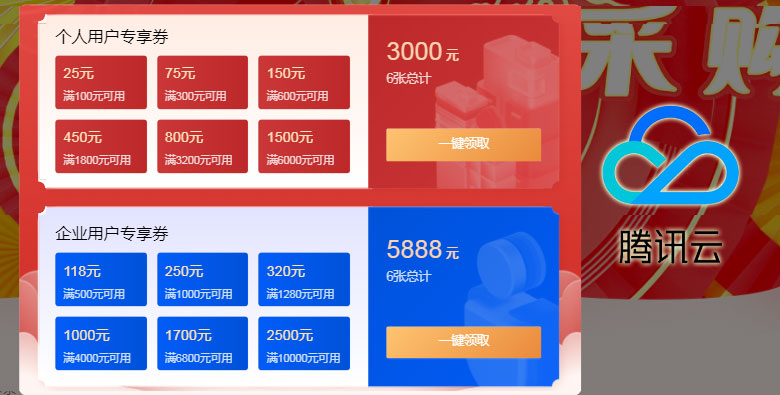 采购
个人用户专享券
25元
满100元可用
75元
满300元可用
150元
满600元可用
450元
满1800元可用
800元
满3200元可用
1500元
满6000元可用
3000元
6张总计
一键领取
企业用户专享券
118元
满500元可用
250元
满1000元可用
320元
满1280元可用
1000元
满4000元可用
1700元
满6800元可用
2500元
满10000元可用
5888元
6张总计
一键领取
腾讯云